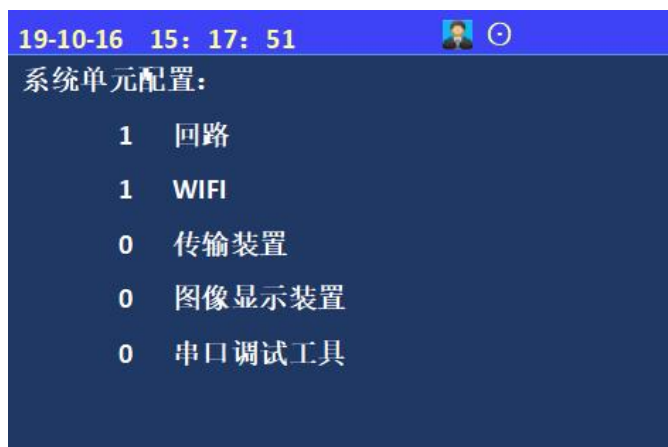 19-10-16 15：17：51
系统单元配置：
1 回路
1 WIFI
0 传输装置
0 图像显示装置
0 串口调试工具